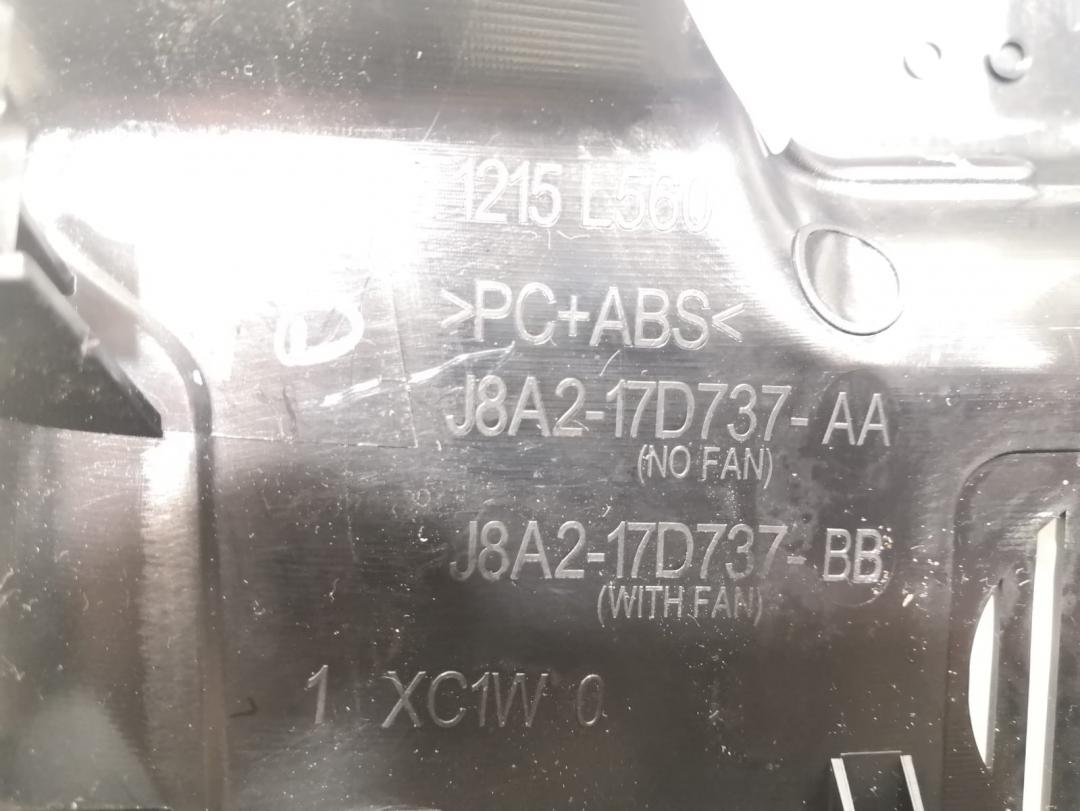 1215 L560
>PC+ABS<
J8A2-17D737-AA
(NO FAN)
J8A2-17D737-BB
(WITH FAN)
1 XC1W 0